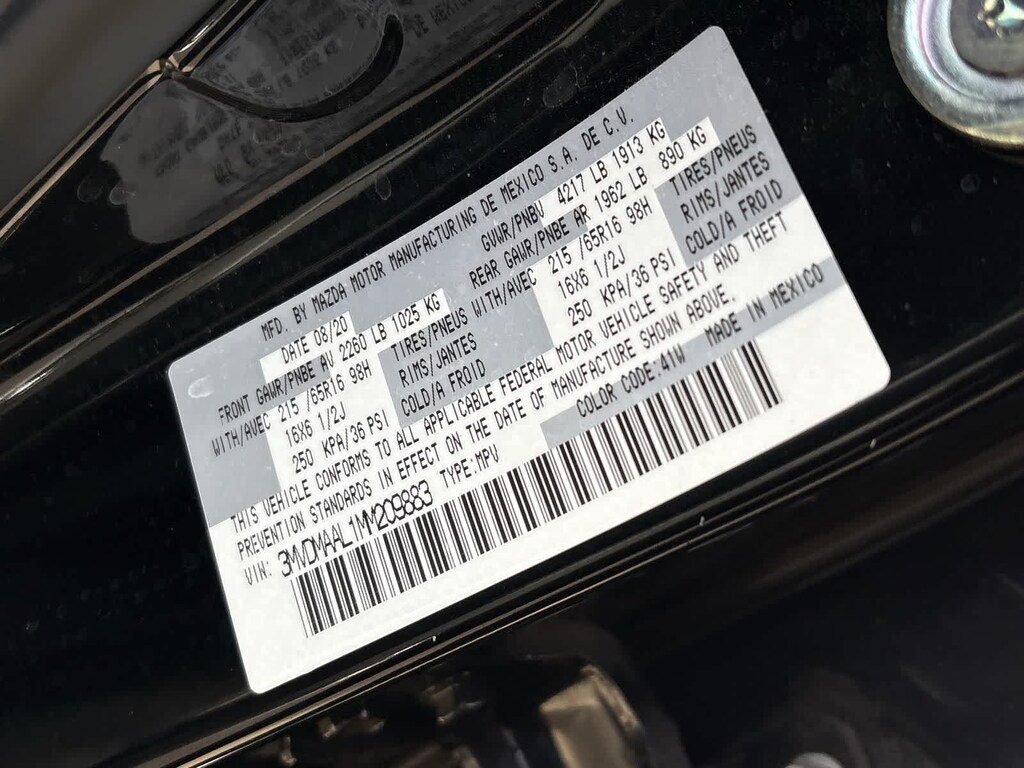 MFD. BY MAZDA MOTOR MANUFACTURING DE MEXICO S.A. DE C.V.
DATE 08/20 GVWR/PNBV 4217 LB 1913 KG
FRONT GAWR/PNBE AV 2260 LB 1025 KG REAR GAWR/PNBE AR 1962 LB 890 KG
WITH/AVEC 215 /65R16 98H TIRES/PNEUS WITH/AVEC 215 /65R16 98H TIRES/PNEUS
16X6 1/2J RIMS/JANTES 16X6 1/2J RIMS/JANTES
250 KPA/36 PSI COLD/A FROID 250 KPA/36 PSI COLD/A FROID
THIS VEHICLE CONFORMS TO ALL APPLICABLE FEDERAL MOTOR VEHICLE SAFETY AND THEFT
PREVENTION STANDARDS IN EFFECT ON THE DATE OF MANUFACTURE SHOWN ABOVE.
VIN: 3MVDMAAL1MM209883 TYPE:MPV COLOR CODE:41W MADE IN MEXICO